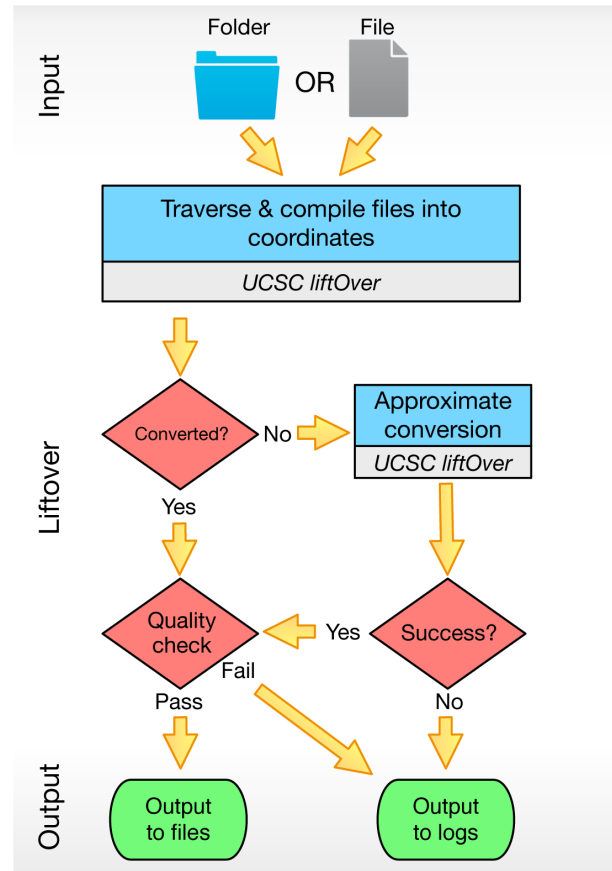 Input
Folder
OR
File
Traverse & compile files into
coordinates
UCSC liftOver
Liftover
Converted?
No
Approximate
conversion
UCSC liftOver
Yes
Quality
check
Yes
Success?
Fail
Pass
No
Output
Output
to files
Output
to logs